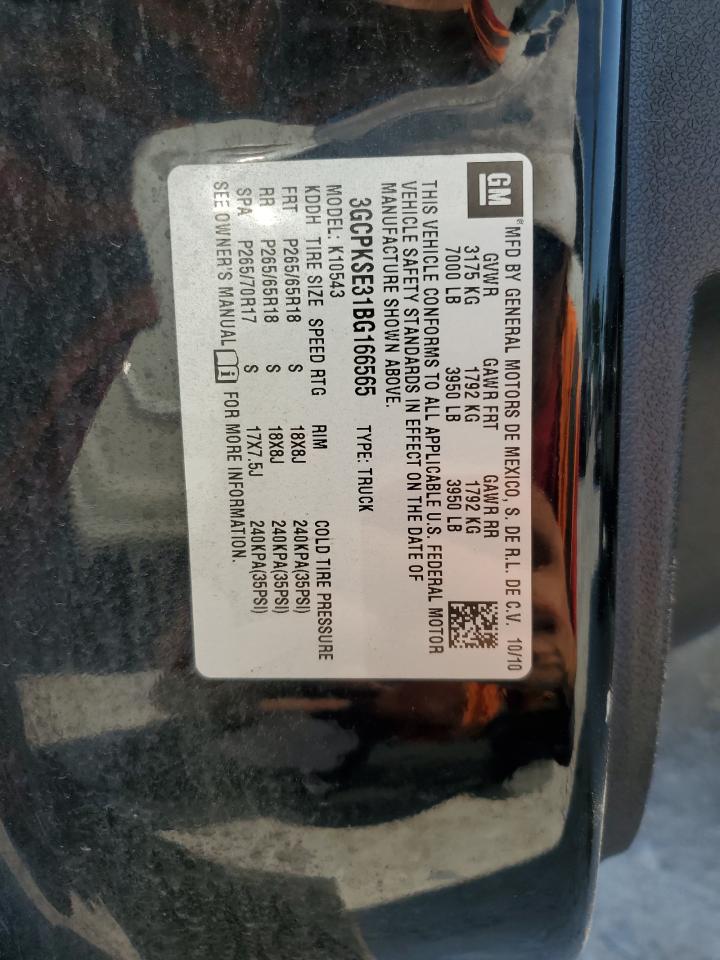 GM ® MFD BY GENERAL MOTORS DE MEXICO, S. DE R.L. DE C.V. 10/10
GVWR GAWR FRT GAWR RR
3175 KG 1792 KG 1792 KG
7000 LB 3950 LB 3950 LB
THIS VEHICLE CONFORMS TO ALL APPLICABLE U.S. FEDERAL MOTOR
VEHICLE SAFETY STANDARDS IN EFFECT ON THE DATE OF
MANUFACTURE SHOWN ABOVE.
3GCPKSE31BG166565 TYPE: TRUCK
MODEL: K10543
KDDH TIRE SIZE SPEED RTG RIM COLD TIRE PRESSURE
FRT P265/65R18 S 18X8J 240KPA(35PSI)
RR P265/65R18 S 18X8J 240KPA(35PSI)
SPA P265/70R17 S 17X7.5J 240KPA(35PSI)
SEE OWNER'S MANUAL i FOR MORE INFORMATION.